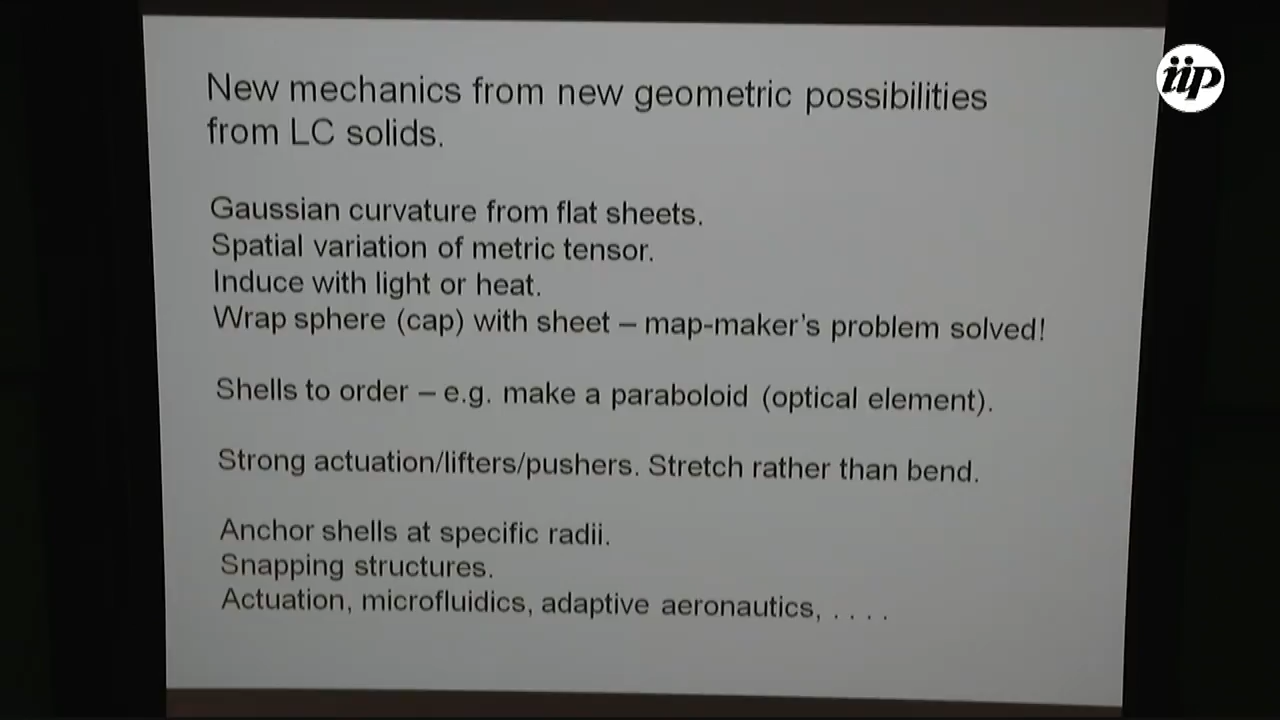 New mechanics from new geometric possibilities
from LC solids.
Gaussian curvature from flat sheets.
Spatial variation of metric tensor.
Induce with light or heat.
Wrap sphere (cap) with sheet – map-maker's problem solved!
Shells to order – e.g. make a paraboloid (optical element).
Strong actuation/lifters/pushers. Stretch rather than bend.
Anchor shells at specific radii.
Snapping structures.
Actuation, microfluidics, adaptive aeronautics, . . . .
iip